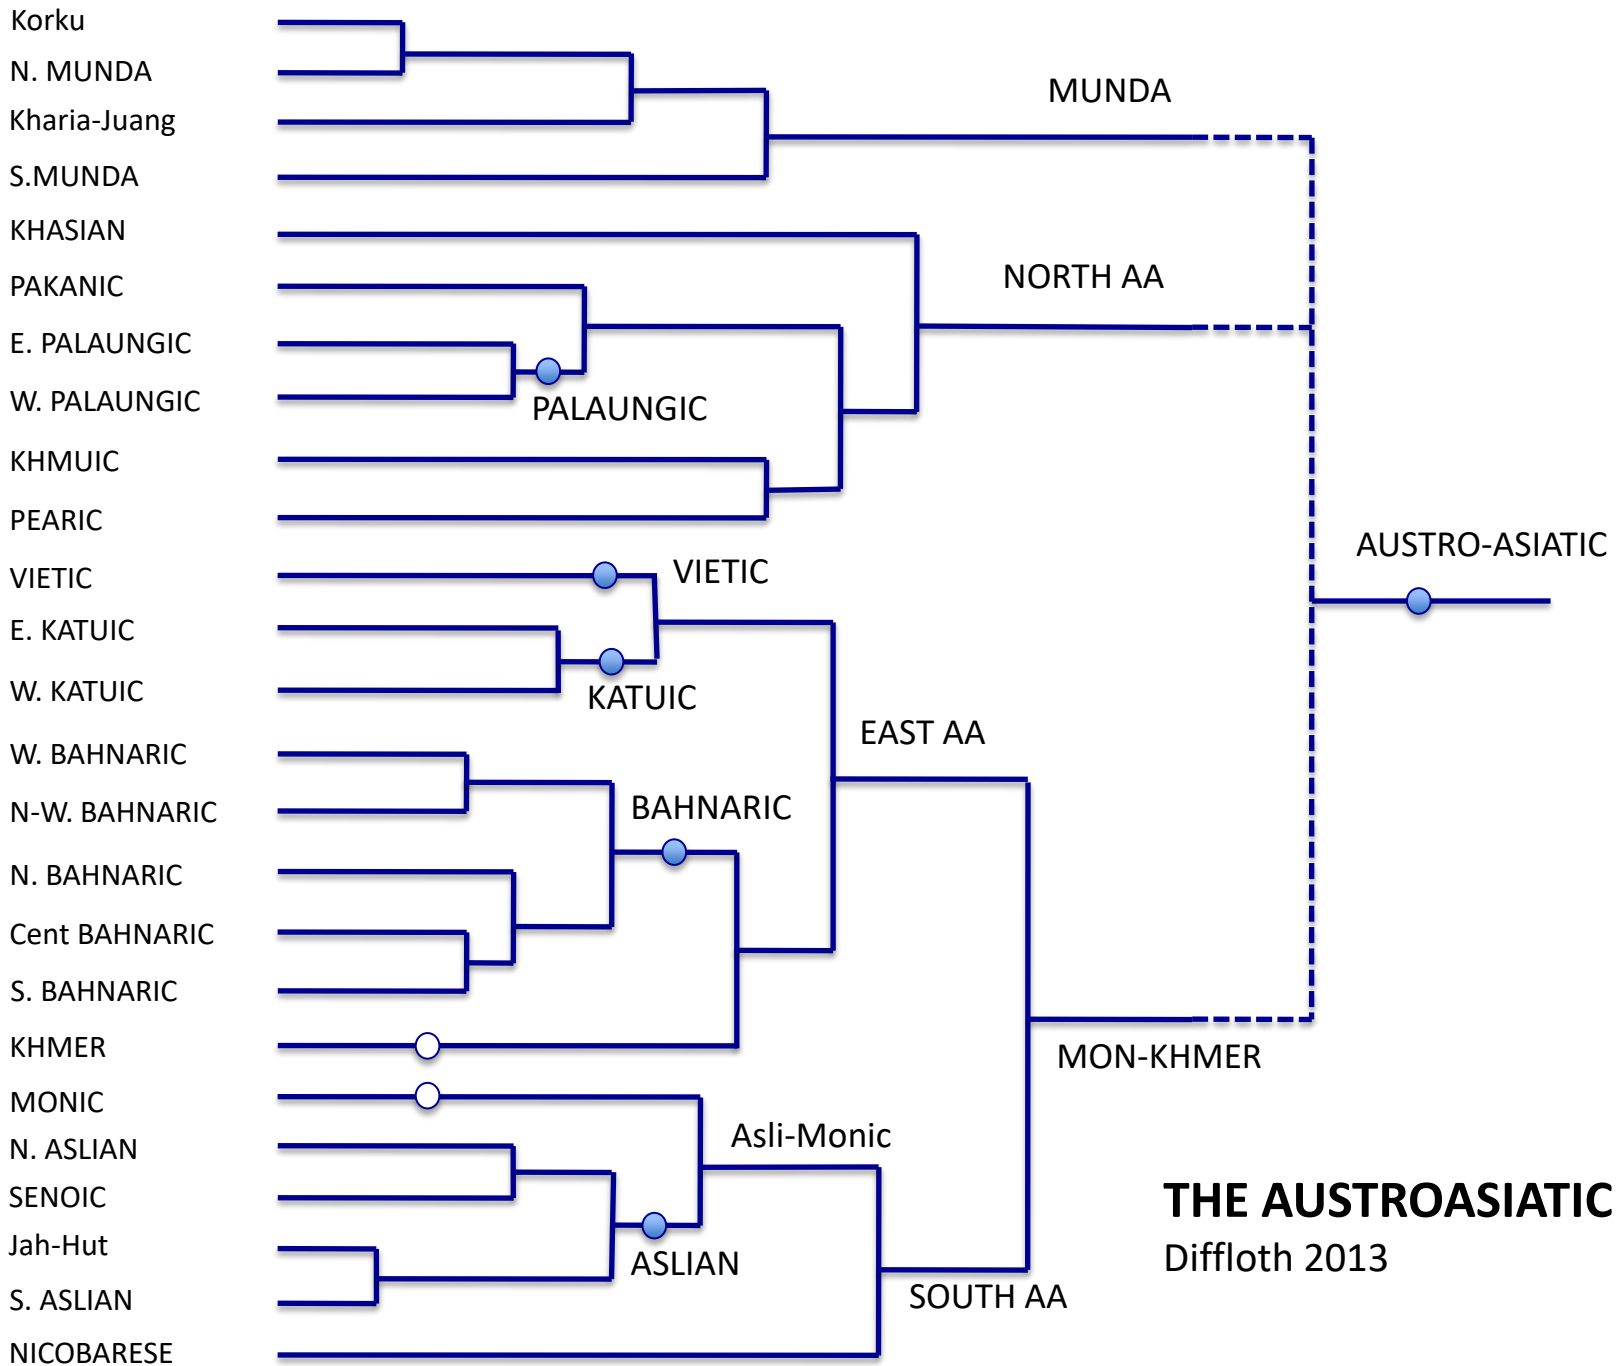 Korku
N. MUNDA
Kharia-Juang
S.MUNDA
KHASIAN
PAKANIC
E. PALAUNGIC
W. PALAUNGIC
KHMUIC
PEARIC
VIETIC
E. KATUIC
W. KATUIC
W. BAHNARIC
N-W. BAHNARIC
N. BAHNARIC
Cent BAHNARIC
S. BAHNARIC
KHMER
MONIC
N. ASLIAN
SENOIC
Jah-Hut
S. ASLIAN
NICOBARESE
PALAUNGIC
VIETIC
KATUIC
BAHNARIC
Asli-Monic
ASLIAN
EAST AA
SOUTH AA
MUNDA
NORTH AA
MON-KHMER
AUSTRO-ASIATIC
THE AUSTROASIATIC
Diffloth 2013